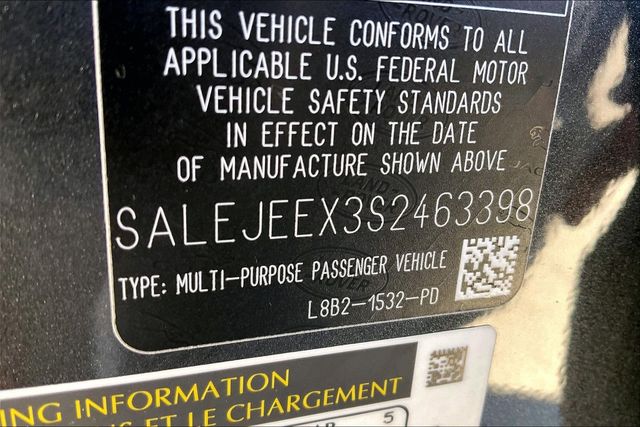 THIS VEHICLE CONFORMS TO ALL
APPLICABLE U.S. FEDERAL MOTOR
VEHICLE SAFETY STANDARDS
IN EFFECT ON THE DATE
OF MANUFACTURE SHOWN ABOVE
SALEJEEX3S2463398
TYPE: MULTI-PURPOSE PASSENGER VEHICLE
L8B2-1532-PD
ING INFORMATION
ET LE CHARGEMENT
5